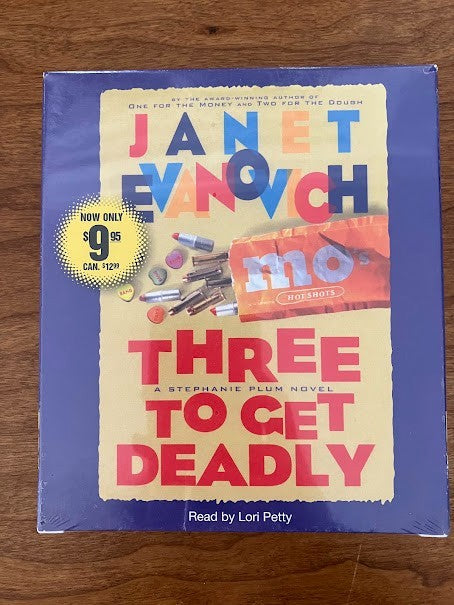 BY THE AWARD-WINNING AUTHOR OF
ONE FOR THE MONEY AND TWO FOR THE DOUGH
JANET
EVANOVICH
NOW ONLY
$9.95
CAN. $12.99
mo's
HOTSHOTS
THREE
A STEPHANIE PLUM NOVEL
TO GET
DEADLY
Read by Lori Petty